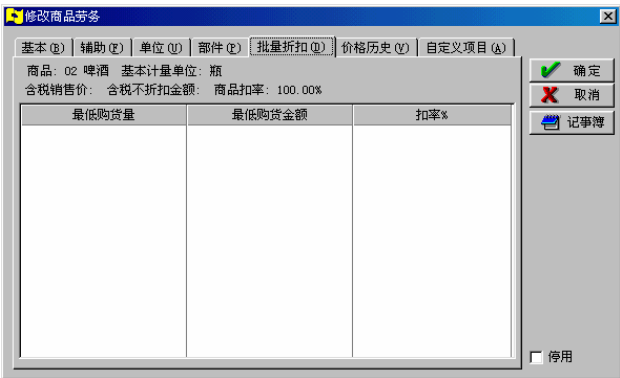 修改商品劳务
基本(B) 辅助(F) 单位(U) 部件(P) 批量折扣(D) 价格历史(V) 自定义项目(A)
商品: 02 啤酒 基本计量单位: 瓶
含税销售价: 含税不折扣金额: 商品扣率: 100.00%
最低购货量 最低购货金额 扣率%
确定
取消
记事簿
停用